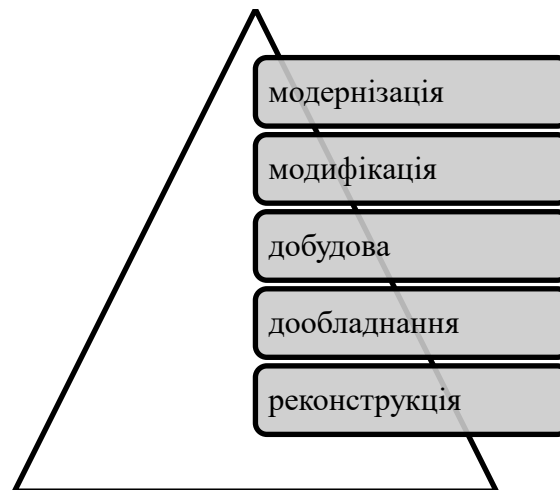 модернізація
модифікація
добудова
дообладнання
реконструкція